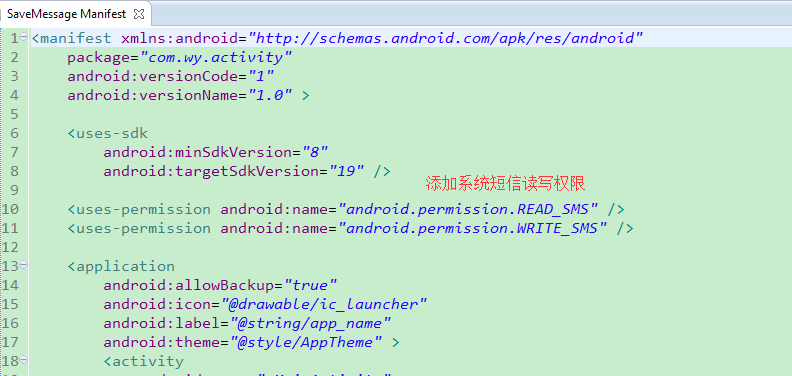 SaveMessage Manifest
1 <manifest xmlns:android="http://schemas.android.com/apk/res/android"
2 package="com.wy.activity"
3 android:versionCode="1"
4 android:versionName="1.0" >
5
6 <uses-sdk
7 android:minSdkVersion="8"
8 android:targetSdkVersion="19" />
添加系统短信读写权限
9
10 <uses-permission android:name="android.permission.READ_SMS" />
11 <uses-permission android:name="android.permission.WRITE_SMS" />
12
13 <application
14 android:allowBackup="true"
15 android:icon="@drawable/ic_launcher"
16 android:label="@string/app_name"
17 android:theme="@style/AppTheme" >
18 <activity